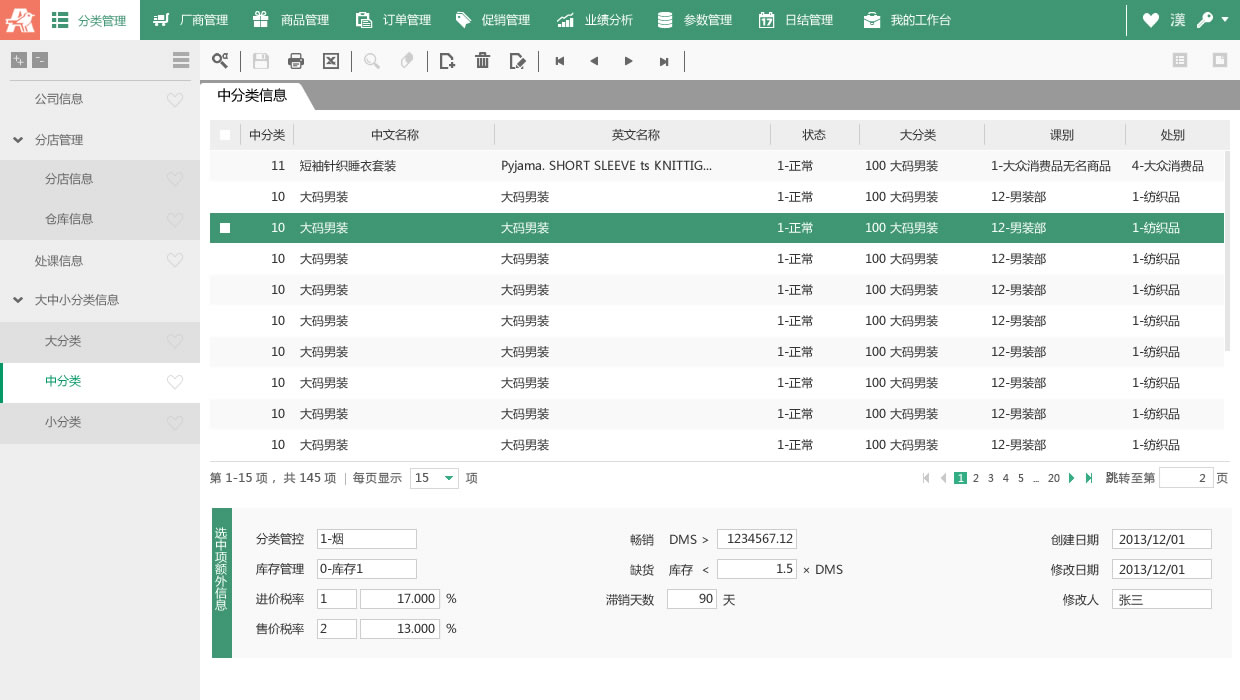 分类管理 厂商管理 商品管理 订单管理 促销管理 业绩分析 参数管理 日结管理 我的工作台 漢
公司信息
分店管理
分店信息
仓库信息
处课信息
大中小分类信息
大分类
中分类
小分类
中分类信息
中分类 中文名称 英文名称 状态 大分类 课别 处别
11 短袖针织睡衣套装 Pyjama. SHORT SLEEVE ts KNITTIG... 1-正常 100 大码男装 1-大众消费品无名商品 4-大众消费品
10 大码男装 大码男装 1-正常 100 大码男装 12-男装部 1-纺织品
10 大码男装 大码男装 1-正常 100 大码男装 12-男装部 1-纺织品
10 大码男装 大码男装 1-正常 100 大码男装 12-男装部 1-纺织品
10 大码男装 大码男装 1-正常 100 大码男装 12-男装部 1-纺织品
10 大码男装 大码男装 1-正常 100 大码男装 12-男装部 1-纺织品
10 大码男装 大码男装 1-正常 100 大码男装 12-男装部 1-纺织品
10 大码男装 大码男装 1-正常 100 大码男装 12-男装部 1-纺织品
10 大码男装 大码男装 1-正常 100 大码男装 12-男装部 1-纺织品
10 大码男装 大码男装 1-正常 100 大码男装 12-男装部 1-纺织品
第 1-15 项， 共 145 项 | 每页显示 15 项 1 2 3 4 5 ... 20 跳转至第 2 页
选中项额外信息
分类管控 1-烟 畅销 DMS > 1234567.12 创建日期 2013/12/01
库存管理 0-库存1 缺货 库存 < 1.5 × DMS 修改日期 2013/12/01
进价税率 1 17.000 % 滞销天数 90 天 修改人 张三
售价税率 2 13.000 %